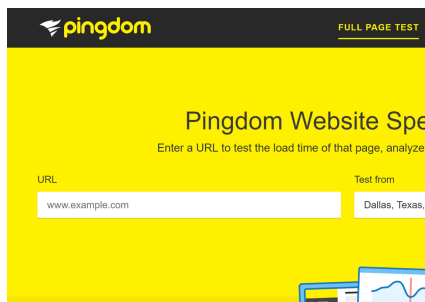 pingdom
FULL PAGE TEST
Pingdom Website Spe
Enter a URL to test the load time of that page, analyze
URL
Test from
www.example.com
Dallas, Texas,